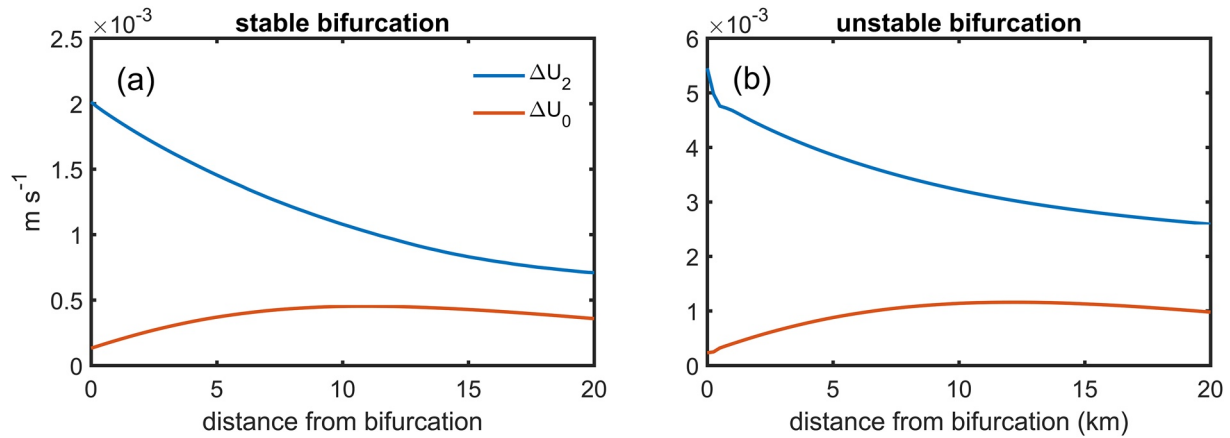 stable bifurcation
×10⁻³
2.5
2
1.5
1
0.5
0
m s⁻¹
(a)
ΔU₂
ΔU₀
0 5 10 15 20
distance from bifurcation
unstable bifurcation
×10⁻³
6
5
4
3
2
1
0
(b)
0 5 10 15 20
distance from bifurcation (km)